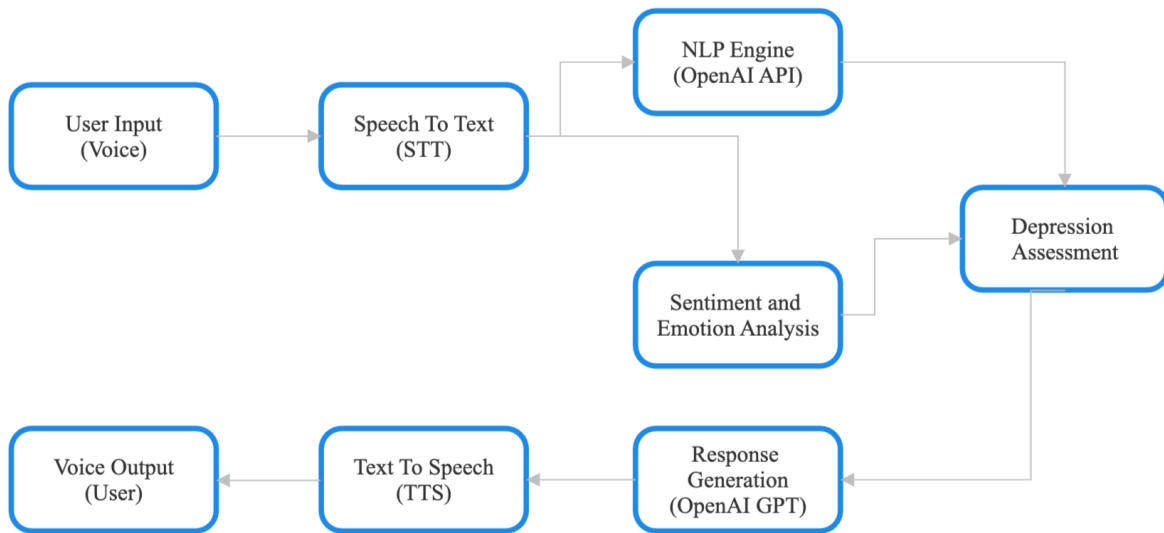 NLP Engine
(OpenAI API)
User Input
(Voice)
Speech To Text
(STT)
Depression
Assessment
Sentiment and
Emotion Analysis
Voice Output
(User)
Text To Speech
(TTS)
Response
Generation
(OpenAI GPT)